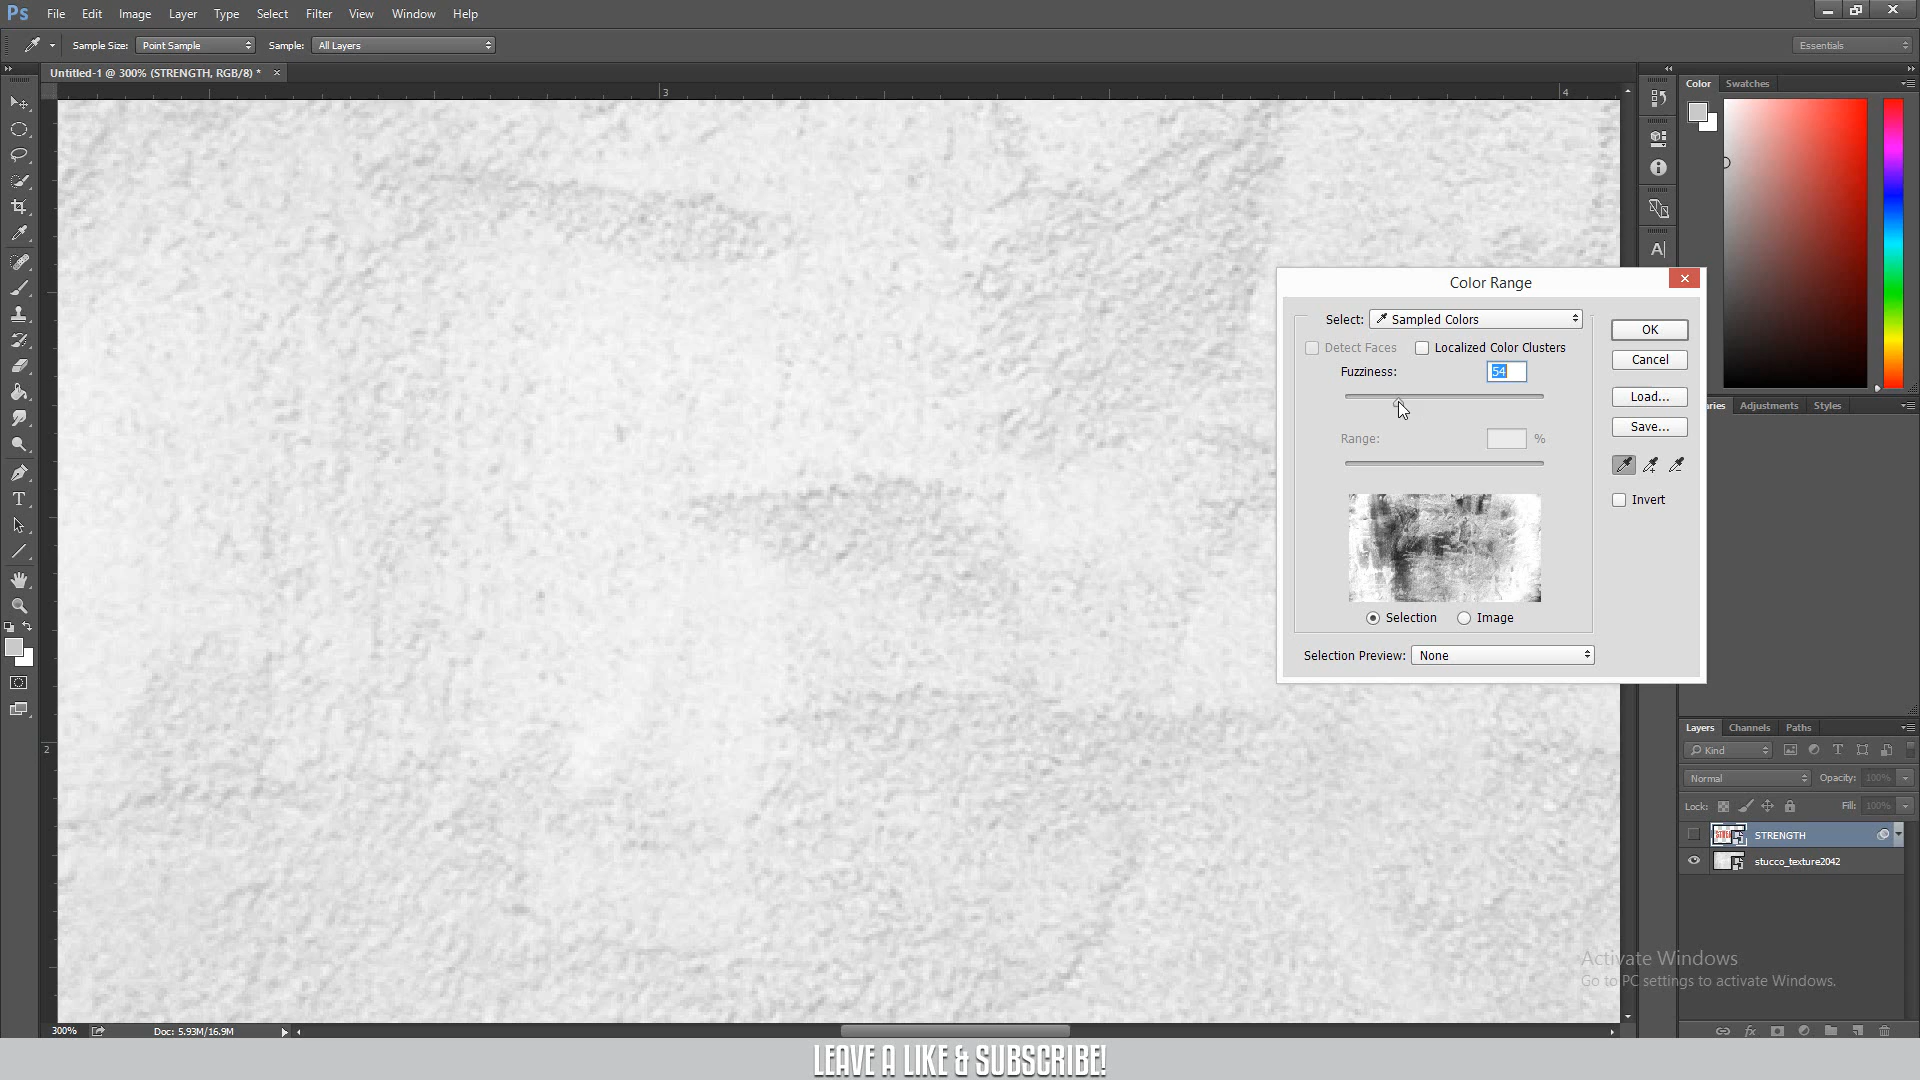 Ps File Edit Image Layer Type Select Filter View Window Help
Sample Size: Point Sample Sample: All Layers Essentials
Untitled-1 @ 300% (STRENGTH, RGB/8) * ×
3 4
Color Swatches
Color Range
Select: Sampled Colors OK
Detect Faces Localized Color Clusters
Cancel
Fuzziness: 54
Load...
Adjustments Styles
Save...
Range: %
Invert
Selection Image
Selection Preview: None
Layers Channels Paths
Kind
2
Normal Opacity: 100%
Lock: Fill: 100%
STRENGTH
stucco_texture2042
Activate Windows
Go to PC settings to activate Windows.
300% Doc: 5.93M/16.9M
LEAVE A LIKE & SUBSCRIBE!